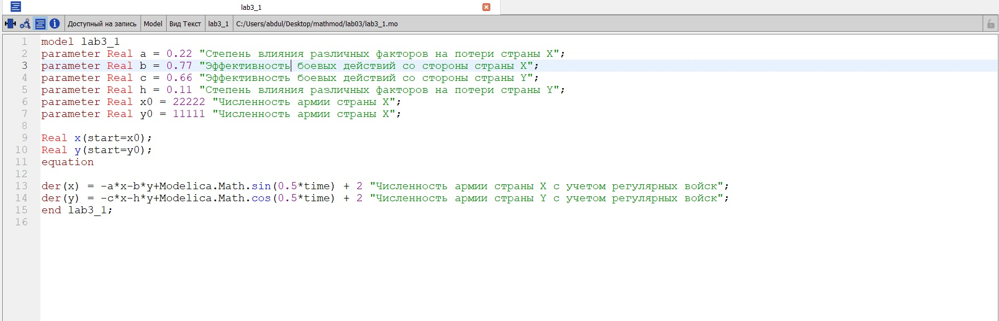 lab3_1
Доступный на запись Model Вид Текст lab3_1 C:/Users/abdul/Desktop/mathmod/lab03/lab3_1.mo
1 model lab3_1
2 parameter Real a = 0.22 "Степень влияния различных факторов на потери страны X";
3 parameter Real b = 0.77 "Эффективность боевых действий со стороны страны X";
4 parameter Real c = 0.66 "Эффективность боевых действий со стороны страны Y";
5 parameter Real h = 0.11 "Степень влияния различных факторов на потери страны Y";
6 parameter Real x0 = 22222 "Численность армии страны X";
7 parameter Real y0 = 11111 "Численность армии страны X";
8
9 Real x(start=x0);
10 Real y(start=y0);
11 equation
12
13 der(x) = -a*x-b*y+Modelica.Math.sin(0.5*time) + 2 "Численность армии страны X с учетом регулярных войск";
14 der(y) = -c*x-h*y+Modelica.Math.cos(0.5*time) + 2 "Численность армии страны Y с учетом регулярных войск";
15 end lab3_1;
16